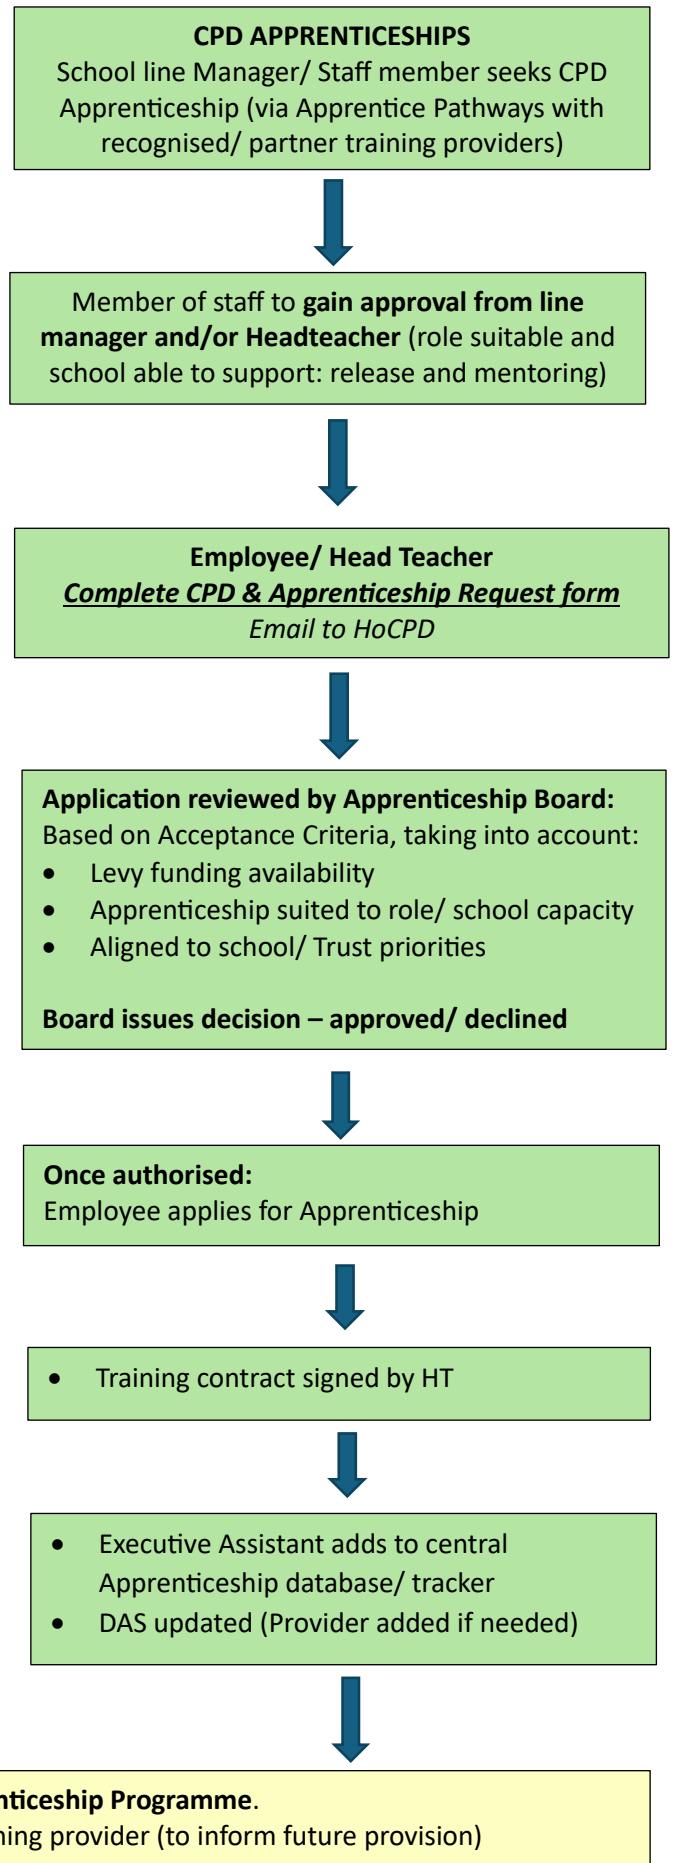 CPD APPRENTICESHIPS
School line Manager/ Staff member seeks CPD
Apprenticeship (via Apprentice Pathways with
recognised/ partner training providers)
Member of staff to gain approval from line
manager and/or Headteacher (role suitable and
school able to support: release and mentoring)
Employee/ Head Teacher
Complete CPD & Apprenticeship Request form
Email to HoCPD
Application reviewed by Apprenticeship Board:
Based on Acceptance Criteria, taking into account:
• Levy funding availability
• Apprenticeship suited to role/ school capacity
• Aligned to school/ Trust priorities
Board issues decision – approved/ declined
Once authorised:
Employee applies for Apprenticeship
• Training contract signed by HT
• Executive Assistant adds to central
Apprenticeship database/ tracker
• DAS updated (Provider added if needed)
nticeship Programme.
ning provider (to inform future provision)